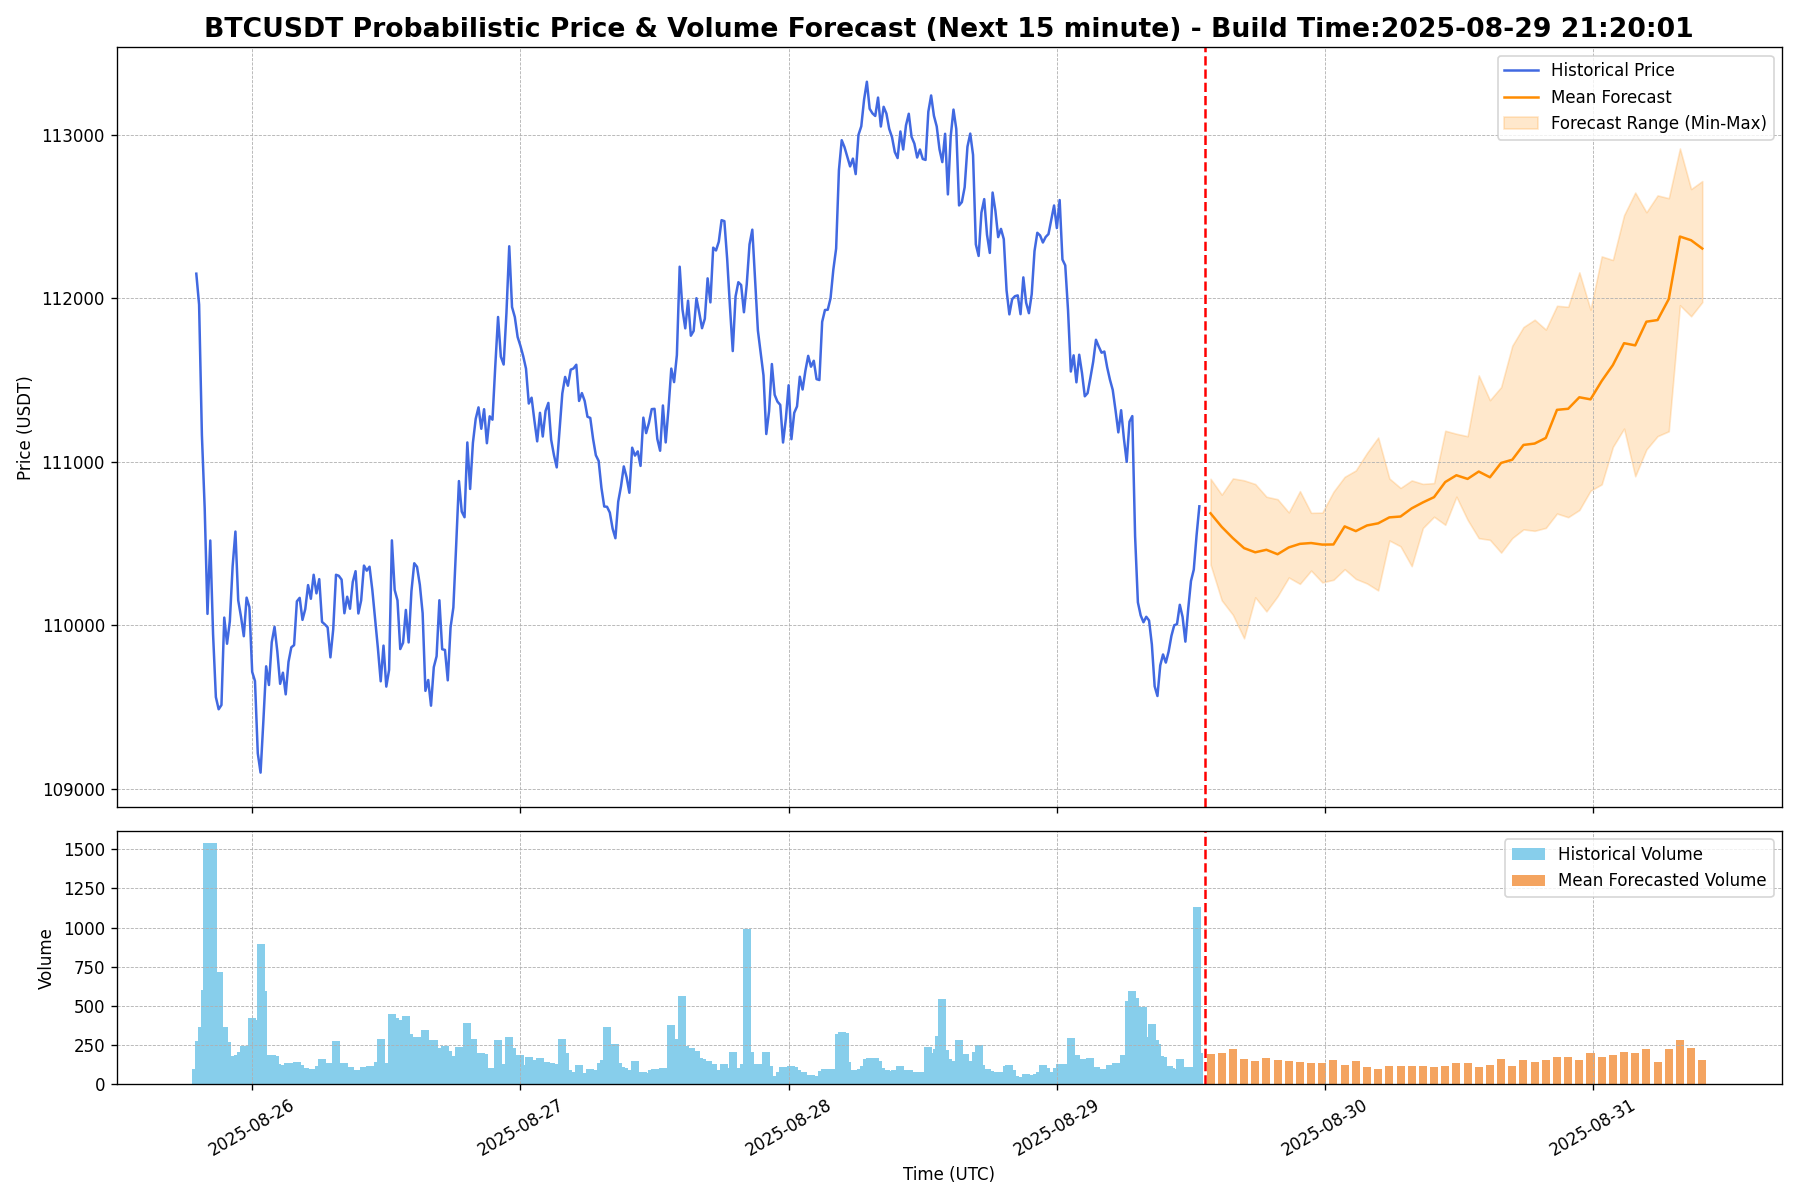 BTCUSDT Probabilistic Price & Volume Forecast (Next 15 minute) - Build Time:2025-08-29 21:20:01
Historical Price
Mean Forecast
Forecast Range (Min-Max)
Price (USDT)
113000
112000
111000
110000
109000
Historical Volume
Mean Forecasted Volume
Volume
1500
1250
1000
750
500
250
0
2025-08-26
2025-08-27
2025-08-28
2025-08-29
2025-08-30
2025-08-31
Time (UTC)